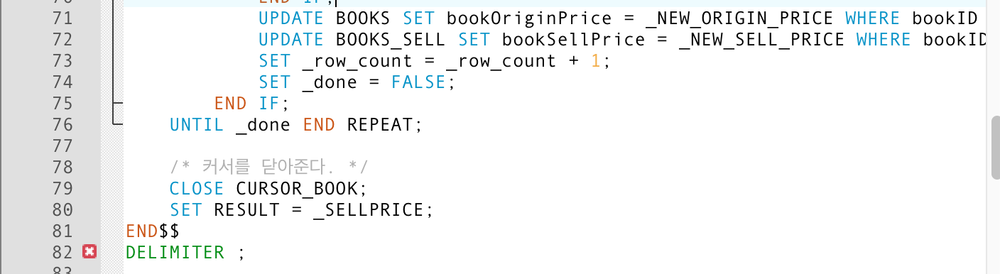 70 END IF;
71 UPDATE BOOKS SET bookOriginPrice = _NEW_ORIGIN_PRICE WHERE bookID
72 UPDATE BOOKS_SELL SET bookSellPrice = _NEW_SELL_PRICE WHERE bookID
73 SET _row_count = _row_count + 1;
74 SET _done = FALSE;
75 END IF;
76 UNTIL _done END REPEAT;
77
78 /* 커서를 닫아준다. */
79 CLOSE CURSOR_BOOK;
80 SET RESULT = _SELLPRICE;
81 END$$
82 DELIMITER ;
83